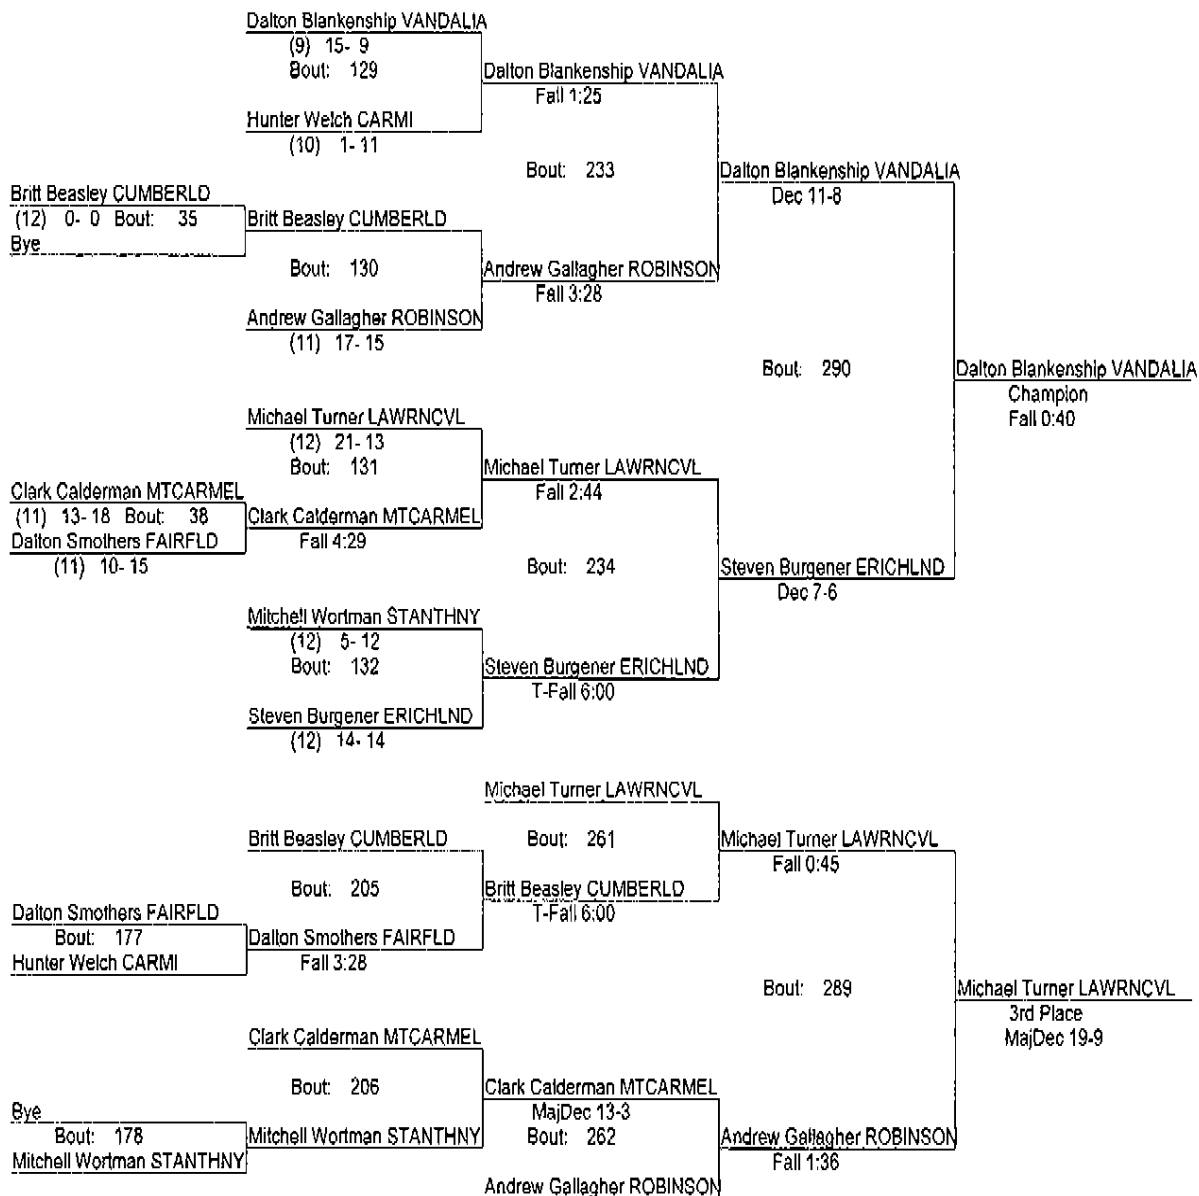 Dalton Blankenship VANDALIA
(9) 15- 9
Bout: 129
Dalton Blankenship VANDALIA
Fall 1:25
Hunter Welch CARMI
(10) 1- 11
Bout: 233
Dalton Blankenship VANDALIA
Dec 11-8
Britt Beasley CUMBERLD
(12) 0- 0 Bout: 35
Bye
Britt Beasley CUMBERLD
Bout: 130
Andrew Gallagher ROBINSON
Fall 3:28
Andrew Gallagher ROBINSON
(11) 17- 15
Bout: 290
Dalton Blankenship VANDALIA
Champion
Fall 0:40
Michael Turner LAWRNCVL
(12) 21- 13
Bout: 131
Michael Turner LAWRNCVL
Fall 2:44
Clark Calderman MTCARMEL
(11) 13- 18 Bout: 38
Dalton Smothers FAIRFLD
(11) 10- 15
Clark Calderman MTCARMEL
Fall 4:29
Bout: 234
Steven Burgener ERICHLND
Dec 7-6
Mitchell Wortman STANTHNY
(12) 5- 12
Bout: 132
Steven Burgener ERICHLND
T-Fall 6:00
Steven Burgener ERICHLND
(12) 14- 14
Michael Turner LAWRNCVL
Britt Beasley CUMBERLD
Bout: 261
Michael Turner LAWRNCVL
Fall 0:45
Bout: 205
Britt Beasley CUMBERLD
T-Fall 6:00
Dalton Smothers FAIRFLD
Bout: 177
Hunter Welch CARMI
Dalton Smothers FAIRFLD
Fall 3:28
Bout: 289
Michael Turner LAWRNCVL
3rd Place
MajDec 19-9
Clark Calderman MTCARMEL
Bout: 206
Clark Calderman MTCARMEL
MajDec 13-3
Bye
Bout: 178
Mitchell Wortman STANTHNY
Mitchell Wortman STANTHNY
Bout: 262
Andrew Gallagher ROBINSON
Fall 1:36
Andrew Gallagher ROBINSON